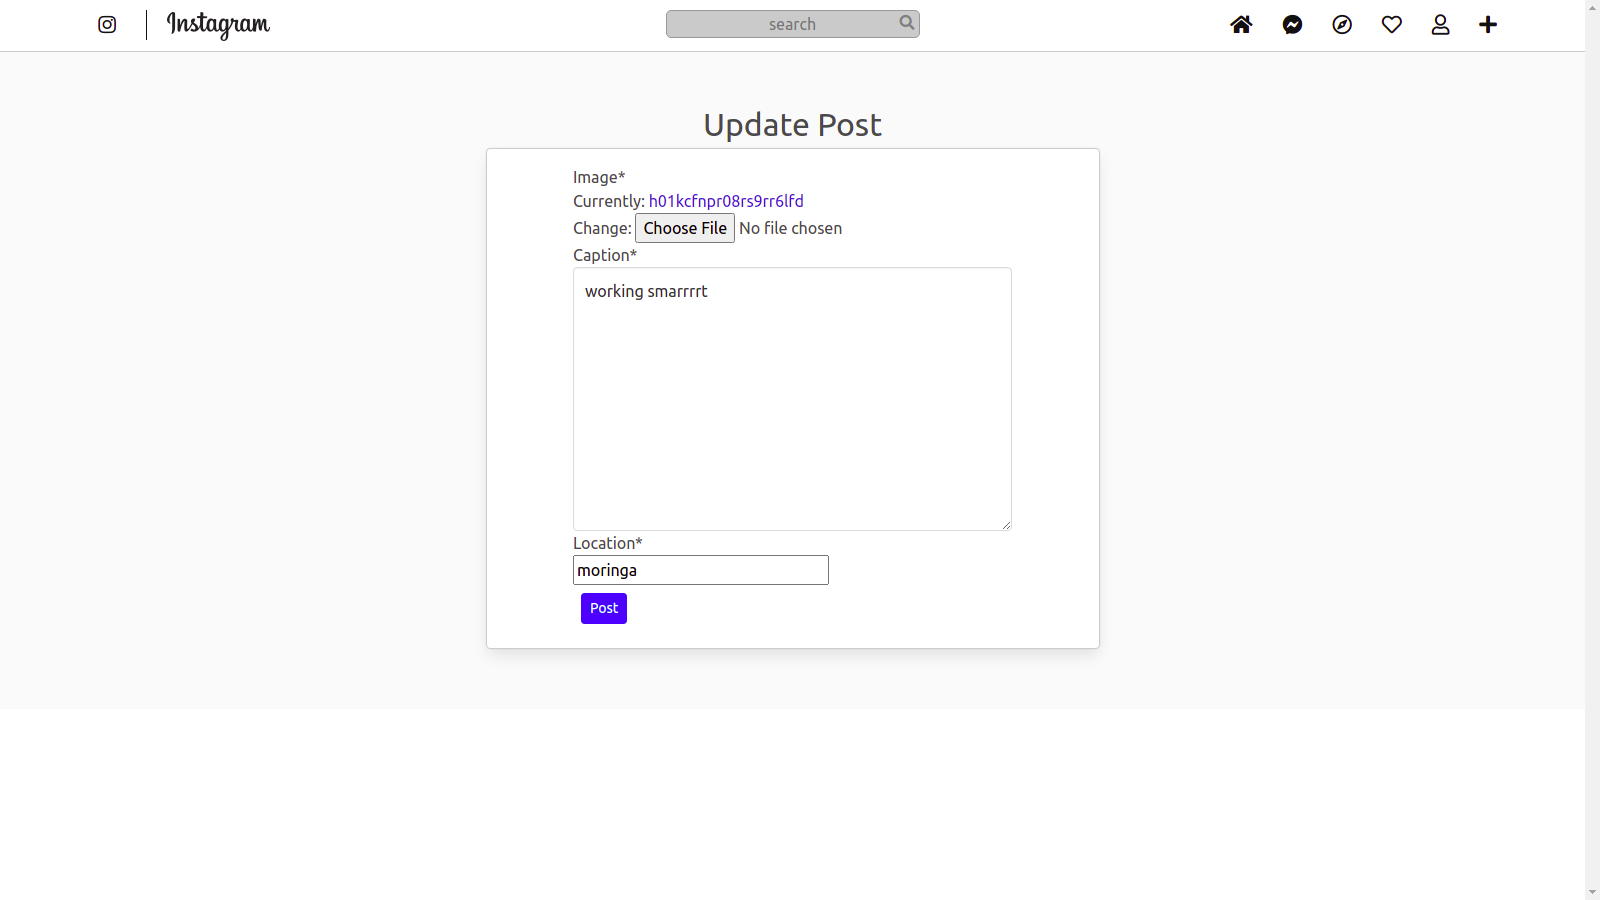 Instagram
search
Update Post
Image*
Currently: h01kcfnpr08rs9rr6lfd
Change: Choose File No file chosen
Caption*
working smarrrrt
Location*
moringa
Post